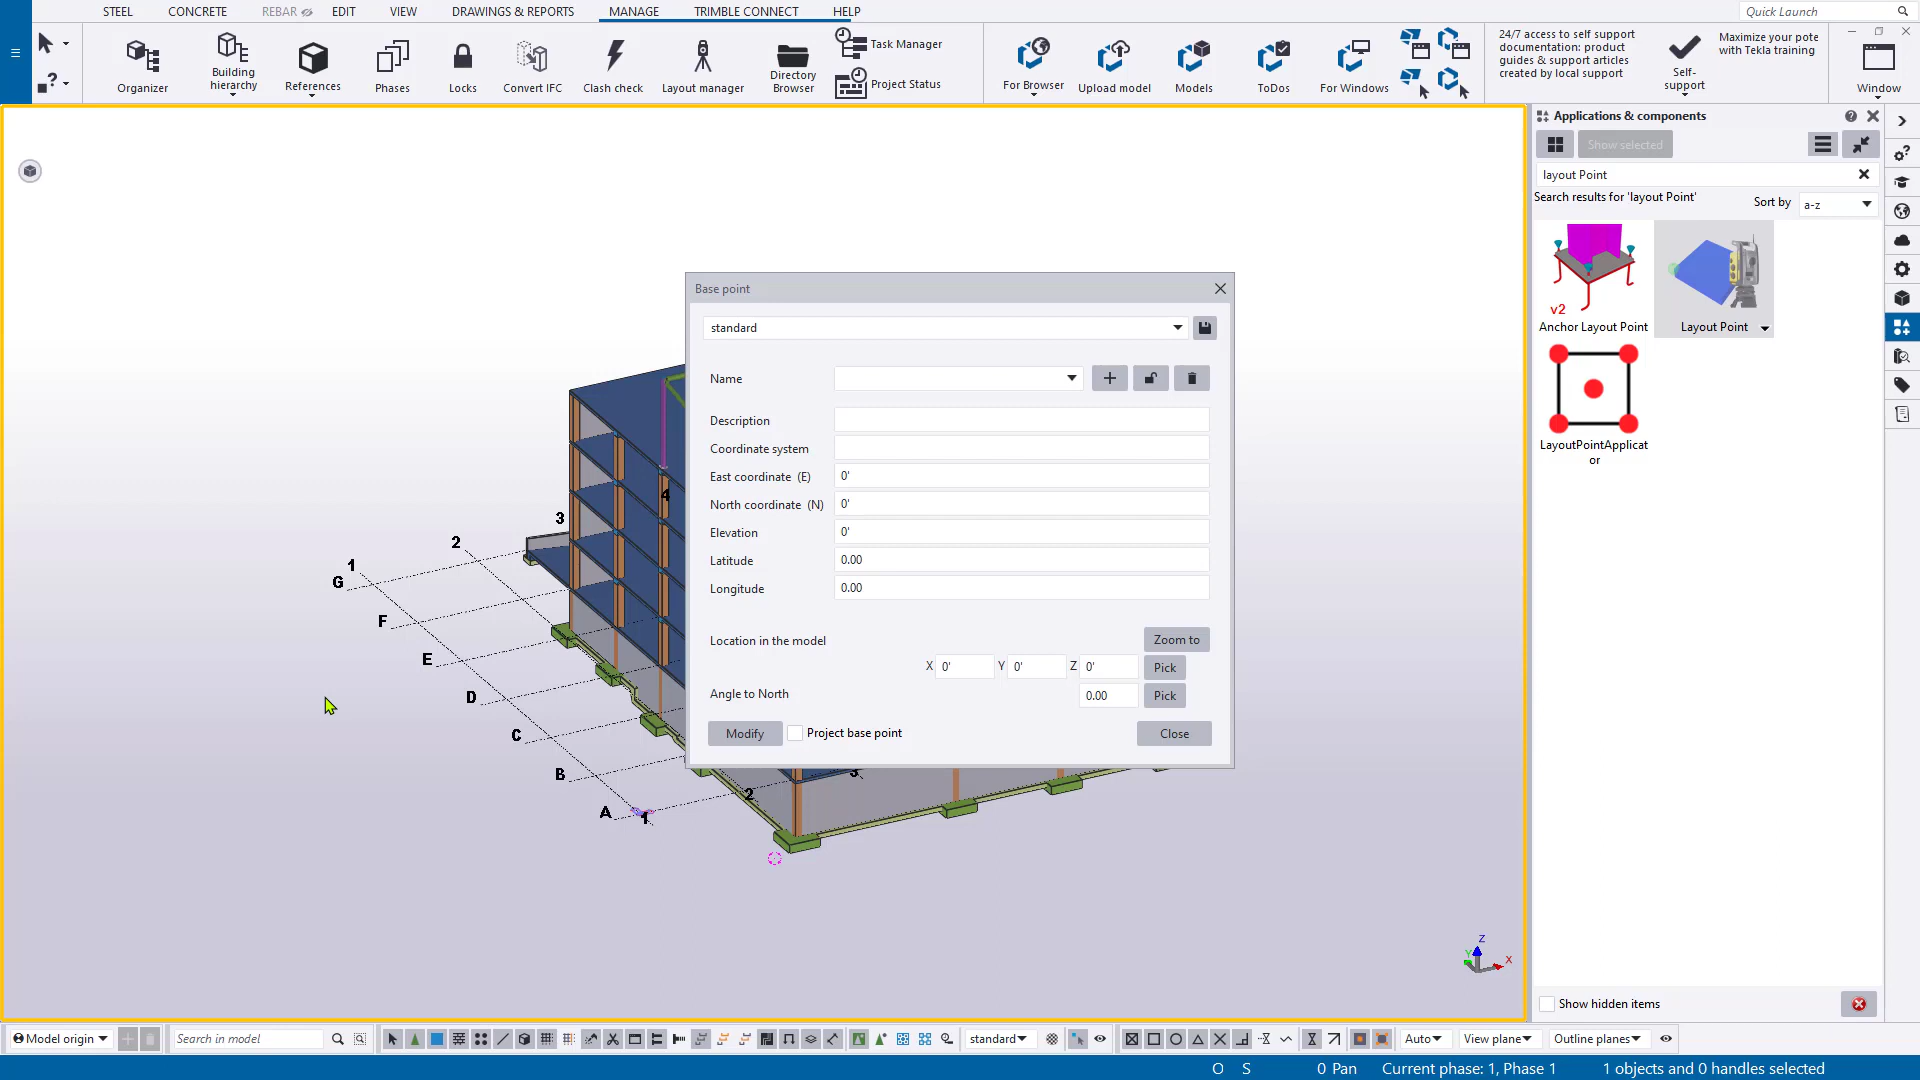 STEEL
CONCRETE
REBAR
EDIT
VIEW
DRAWINGS & REPORTS
MANAGE
TRIMBLE CONNECT
HELP
Quick Launch
Organizer
Building
hierarchy
References
Phases
Locks
Convert IFC
Clash check
Layout manager
Directory
Browser
Task Manager
Project Status
For Browser
Upload model
Models
ToDos
For Windows
24/7 access to self support
documentation: product
guides & support articles
created by local support
Self-
support
Maximize your pote
with Tekla training
Window
Applications & components
Show selected
layout Point
Search results for 'layout Point'
Sort by
a-z
v2
Anchor Layout Point
Layout Point
LayoutPointApplicat
or
Show hidden items
Base point
standard
Name
Description
Coordinate system
East coordinate (E)
0'
North coordinate (N)
0'
Elevation
0'
Latitude
0.00
Longitude
0.00
Location in the model
Zoom to
X
0'
Y
0'
Z
0'
Pick
Angle to North
0.00
Pick
Modify
Project base point
Close
4
3
2
1
G
F
E
D
C
B
A
1
2
3
Z
Y
X
Model origin
Search in model
standard
Auto
View plane
Outline planes
O
S
0 Pan
Current phase: 1, Phase 1
1 objects and 0 handles selected